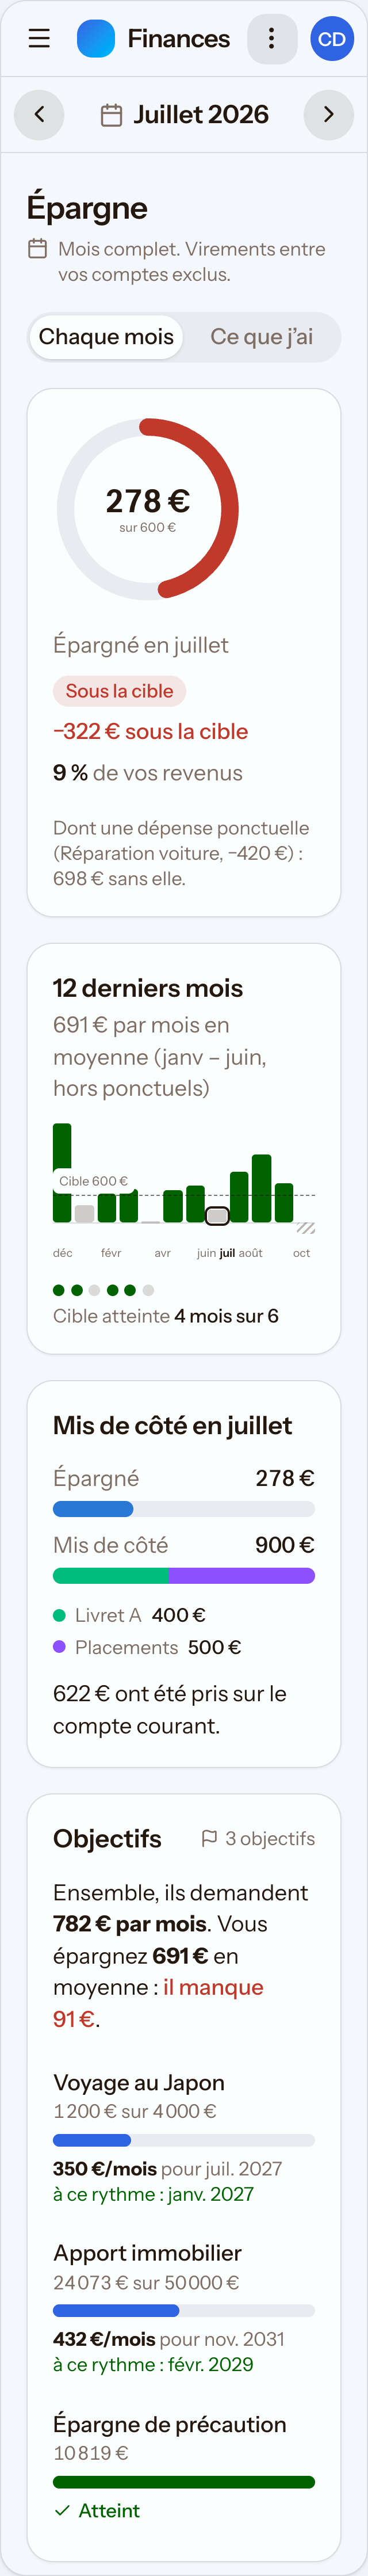 Finances
CD
Juillet 2026
Épargne
Mois complet. Virements entre
vos comptes exclus.
Chaque mois
Ce que j’ai
278 €
sur 600 €
Épargné en juillet
Sous la cible
−322 € sous la cible
9 % de vos revenus
Dont une dépense ponctuelle
(Réparation voiture, −420 €) :
698 € sans elle.
12 derniers mois
691 € par mois en
moyenne (janv – juin,
hors ponctuels)
Cible 600 €
déc févr avr juin juil août oct
Cible atteinte 4 mois sur 6
Mis de côté en juillet
Épargné 278 €
Mis de côté 900 €
Livret A 400 €
Placements 500 €
622 € ont été pris sur le
compte courant.
Objectifs
3 objectifs
Ensemble, ils demandent
782 € par mois. Vous
épargnez 691 € en
moyenne : il manque
91 €.
Voyage au Japon
1 200 € sur 4 000 €
350 €/mois pour juil. 2027
à ce rythme : janv. 2027
Apport immobilier
24 073 € sur 50 000 €
432 €/mois pour nov. 2031
à ce rythme : févr. 2029
Épargne de précaution
10 819 €
Atteint